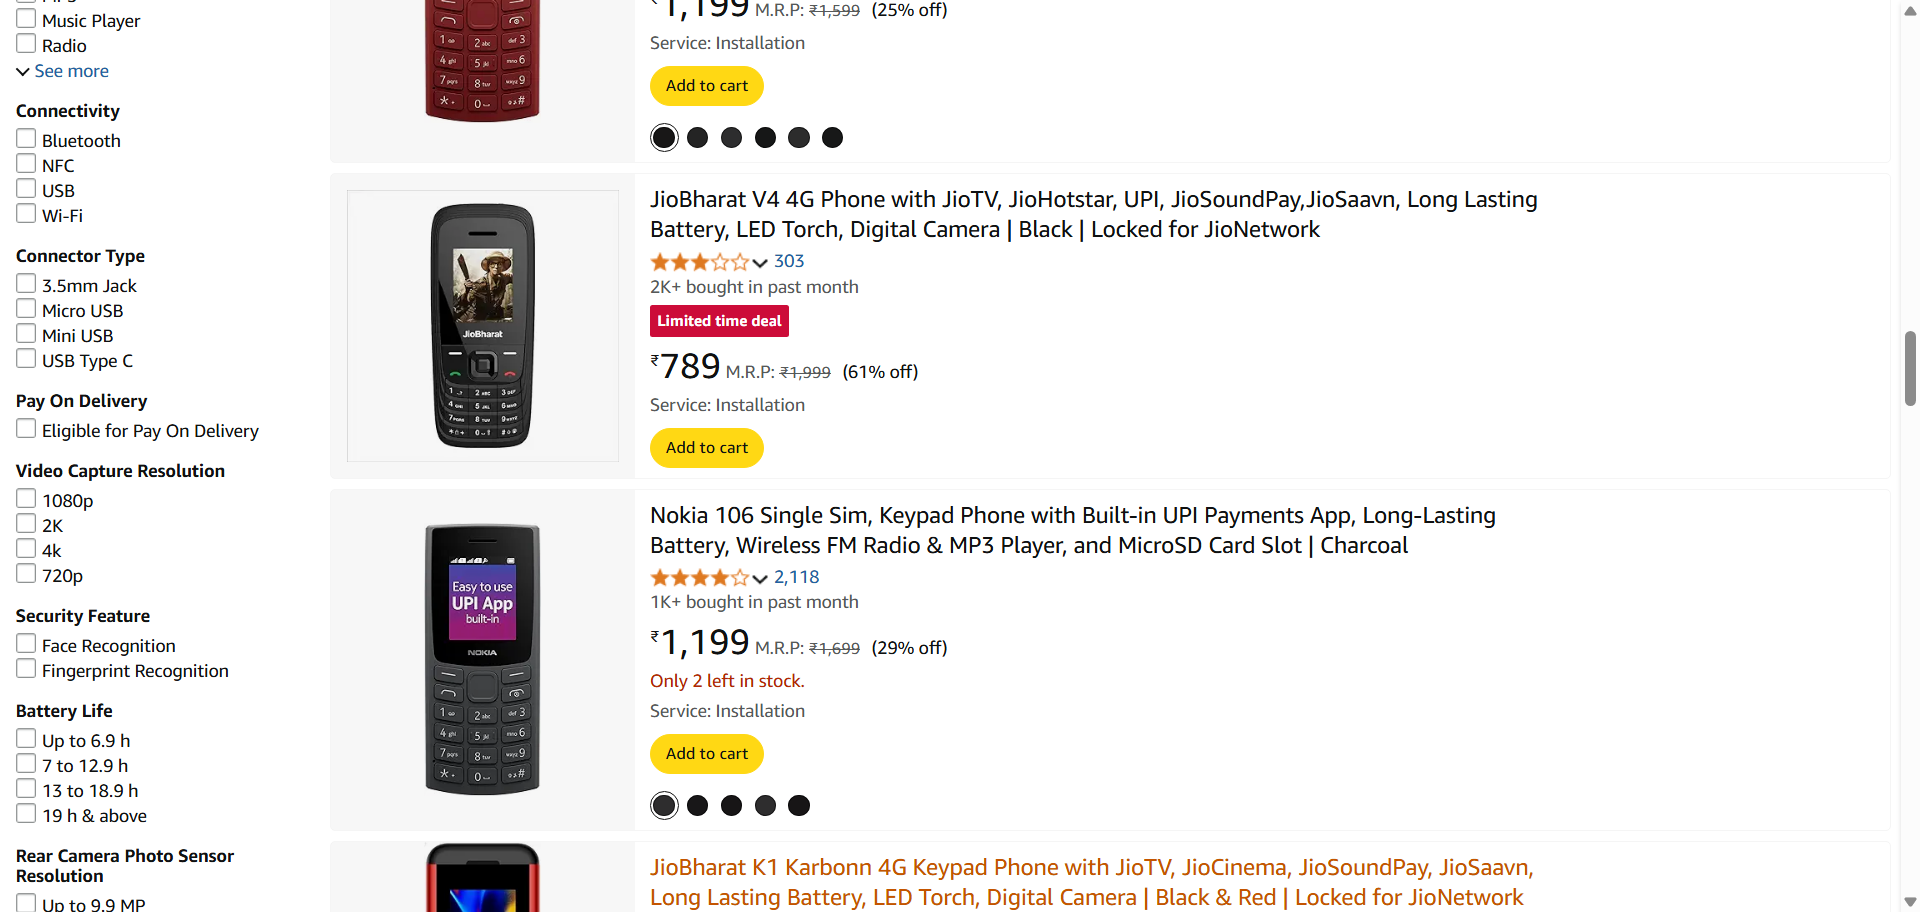 Music Player
Radio
See more
Connectivity
Bluetooth
NFC
USB
Wi-Fi
Connector Type
3.5mm Jack
Micro USB
Mini USB
USB Type C
Pay On Delivery
Eligible for Pay On Delivery
Video Capture Resolution
1080p
2K
4k
720p
Security Feature
Face Recognition
Fingerprint Recognition
Battery Life
Up to 6.9 h
7 to 12.9 h
13 to 18.9 h
19 h & above
Rear Camera Photo Sensor
Resolution
Up to 9.9 MP
₹1,199 M.R.P: ₹1,599 (25% off)
Service: Installation
Add to cart
JioBharat
JioBharat V4 4G Phone with JioTV, JioHotstar, UPI, JioSoundPay,JioSaavn, Long Lasting
Battery, LED Torch, Digital Camera | Black | Locked for JioNetwork
303
2K+ bought in past month
Limited time deal
₹789 M.R.P: ₹1,999 (61% off)
Service: Installation
Add to cart
Easy to use
UPI App
built-in
NOKIA
Nokia 106 Single Sim, Keypad Phone with Built-in UPI Payments App, Long-Lasting
Battery, Wireless FM Radio & MP3 Player, and MicroSD Card Slot | Charcoal
2,118
1K+ bought in past month
₹1,199 M.R.P: ₹1,699 (29% off)
Only 2 left in stock.
Service: Installation
Add to cart
JioBharat K1 Karbonn 4G Keypad Phone with JioTV, JioCinema, JioSoundPay, JioSaavn,
Long Lasting Battery, LED Torch, Digital Camera | Black & Red | Locked for JioNetwork